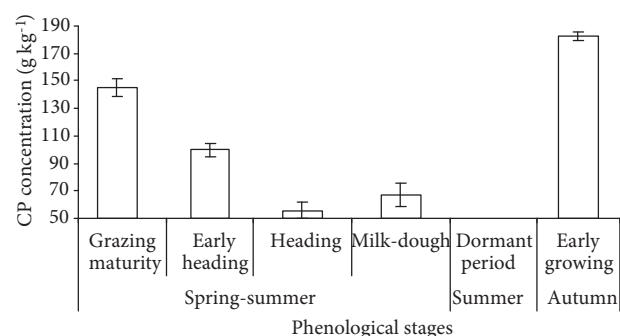 CP concentration (g kg⁻¹)
190
170
150
130
110
90
70
50
Grazing maturity
Early heading
Heading
Milk-dough
Dormant period
Early growing
Spring-summer
Summer
Autumn
Phenological stages